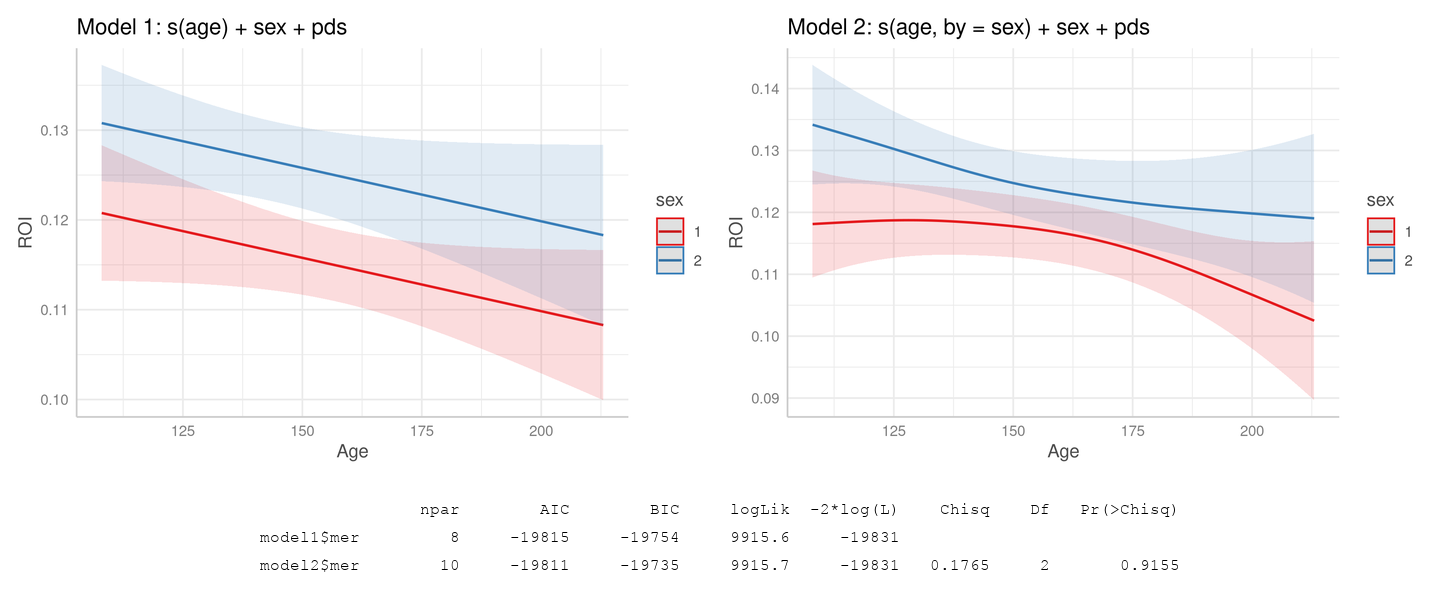 Model 1: s(age) + sex + pds
0.13
0.12
0.11
0.10
ROI
125 150 175 200
Age
sex
1
2
Model 2: s(age, by = sex) + sex + pds
0.14
0.13
0.12
0.11
0.10
0.09
ROI
125 150 175 200
Age
sex
1
2
npar AIC BIC logLik -2*log(L) Chisq Df Pr(>Chisq)
model1$mer 8 -19815 -19754 9915.6 -19831
model2$mer 10 -19811 -19735 9915.7 -19831 0.1765 2 0.9155